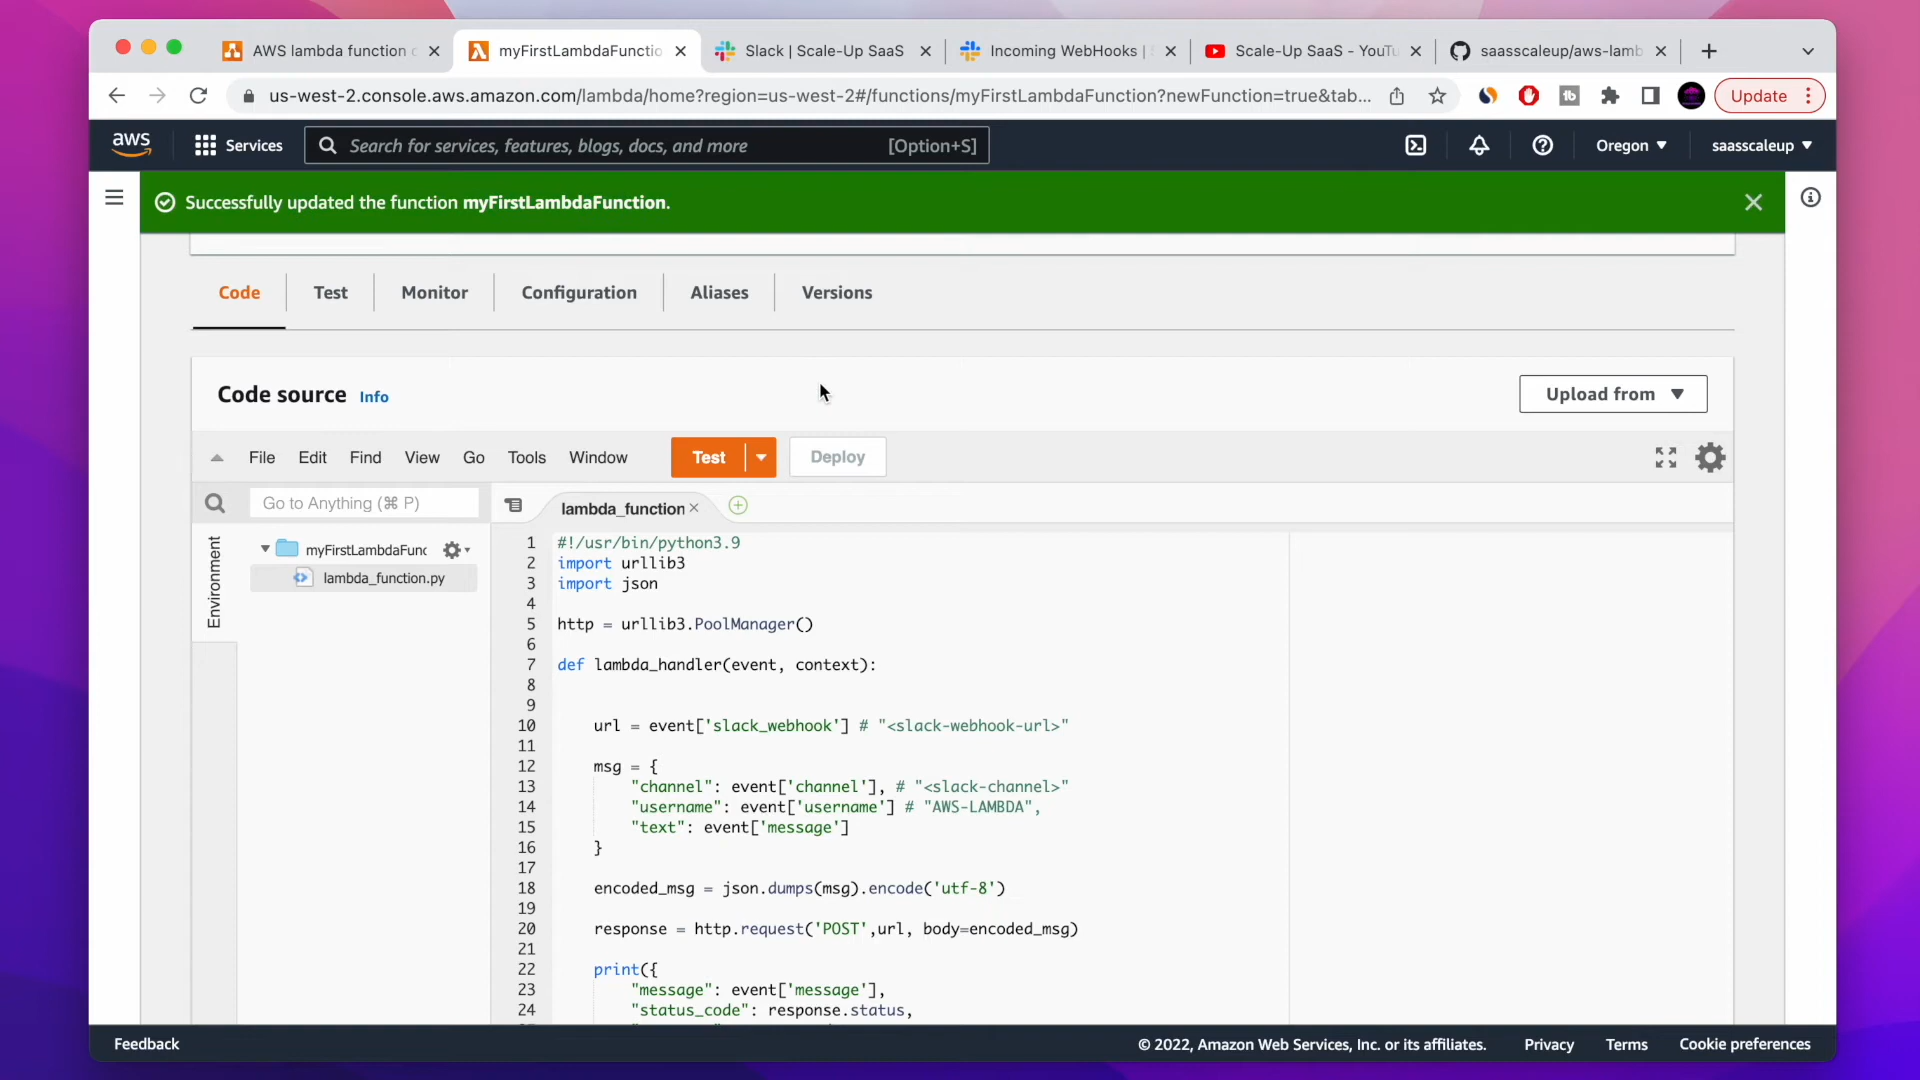 AWS lambda function
myFirstLambdaFunctio
Slack | Scale-Up SaaS
Incoming WebHooks |
Scale-Up SaaS - YouTu
saasscaleup/aws-lamb
us-west-2.console.aws.amazon.com/lambda/home?region=us-west-2#/functions/myFirstLambdaFunction?newFunction=true&tab...
Update
aws
Services
Search for services, features, blogs, docs, and more [Option+S]
Oregon
saasscaleup
Successfully updated the function myFirstLambdaFunction.
Code
Test
Monitor
Configuration
Aliases
Versions
Code source Info
Upload from
File Edit Find View Go Tools Window
Test
Deploy
Go to Anything (⌘ P)
lambda_function
Environment
myFirstLambdaFunc
lambda_function.py
1 #!/usr/bin/python3.9
2 import urllib3
3 import json
4
5 http = urllib3.PoolManager()
6
7 def lambda_handler(event, context):
8
9
10 url = event['slack_webhook'] # "<slack-webhook-url>"
11
12 msg = {
13 "channel": event['channel'], # "<slack-channel>"
14 "username": event['username'] # "AWS-LAMBDA",
15 "text": event['message']
16 }
17
18 encoded_msg = json.dumps(msg).encode('utf-8')
19
20 response = http.request('POST',url, body=encoded_msg)
21
22 print({
23 "message": event['message'],
24 "status_code": response.status,
Feedback
© 2022, Amazon Web Services, Inc. or its affiliates.
Privacy
Terms
Cookie preferences